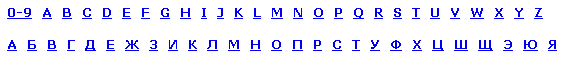 0-9 A B C D E F G H I J K L M N O P Q R S T U V W X Y Z
А Б В Г Д Е Ж З И К Л М Н О П Р С Т У Ф Х Ц Ш Щ Э Ю Я